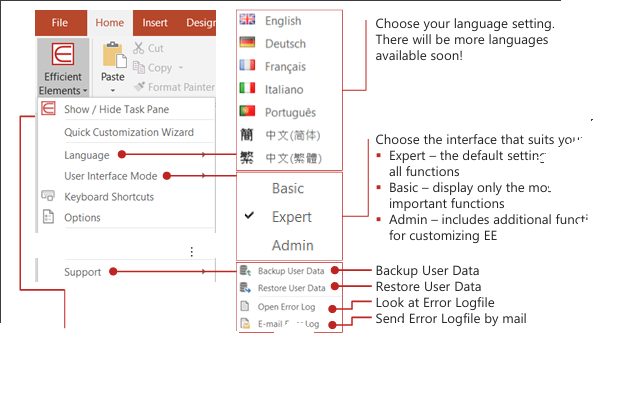 File Home Insert Design
Efficient
Elements
Paste
Cut
Copy
Format Painter
Show / Hide Task Pane
Quick Customization Wizard
Language
User Interface Mode
Keyboard Shortcuts
Options
Support
English
Deutsch
Français
Italiano
Português
簡 中文(简体)
繁 中文(繁體)
Basic
Expert
Admin
Backup User Data
Restore User Data
Open Error Log
E-mail Log
Choose your language setting.
There will be more languages
available soon!
Choose the interface that suits
Expert – the default setting
all functions
Basic – display only the
important functions
Admin – includes additional
for customizing EE
Backup User Data
Restore User Data
Look at Error Logfile
Send Error Logfile by mail